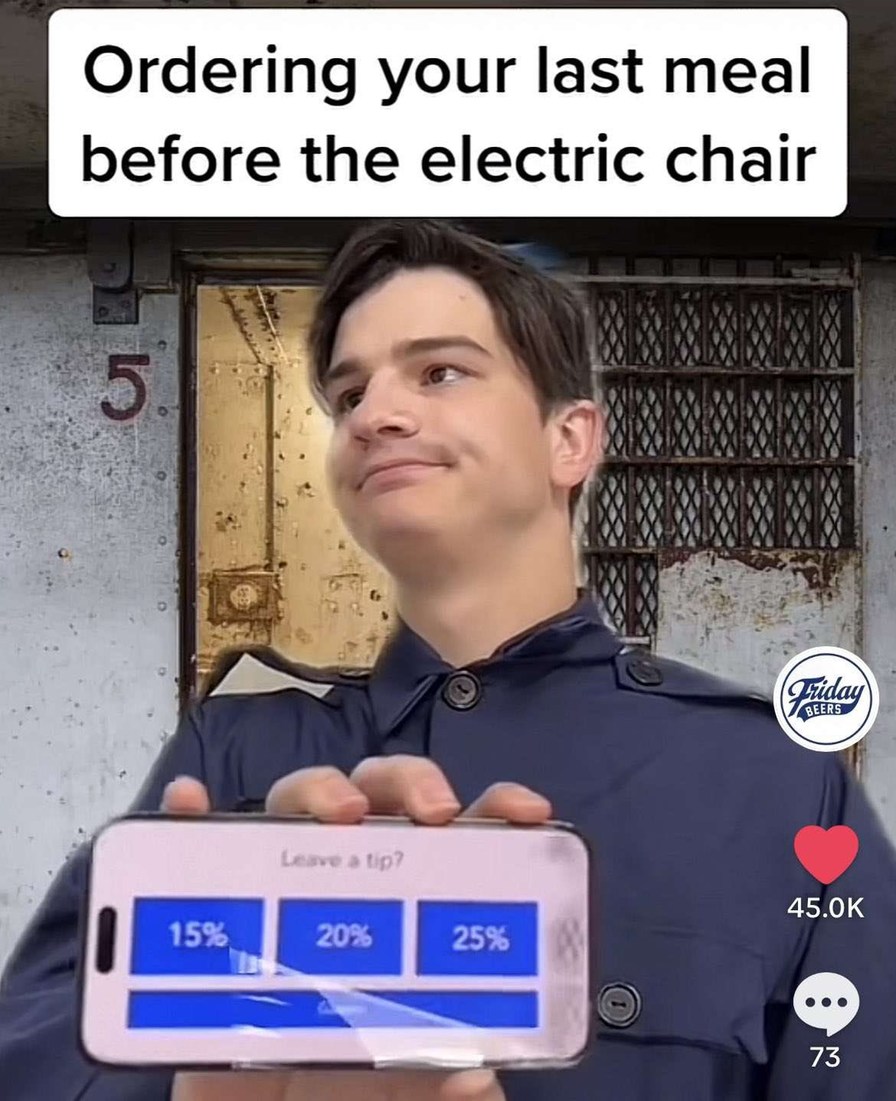 Ordering your last meal
before the electric chair
5
Friday
BEERS
Leave a tip?
15% 20% 25%
45.0K
73